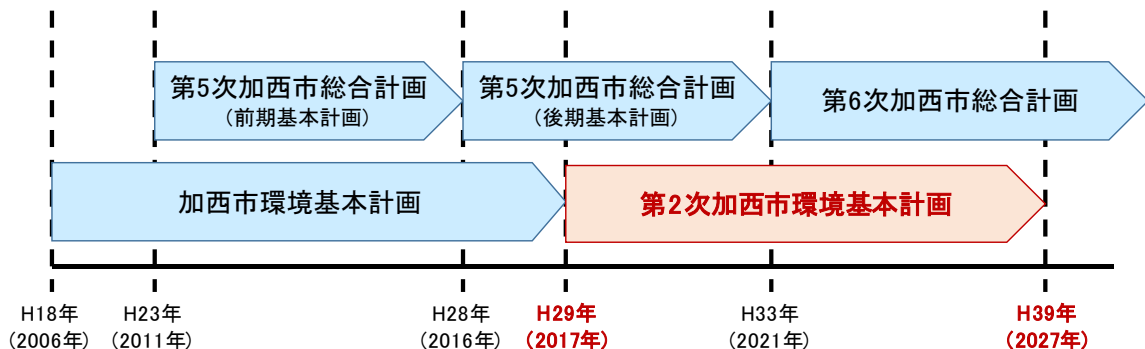 第5次加西市総合計画
(前期基本計画)
第5次加西市総合計画
(後期基本計画)
第6次加西市総合計画
加西市環境基本計画
第2次加西市環境基本計画
H18年
(2006年)
H23年
(2011年)
H28年
(2016年)
H29年
(2017年)
H33年
(2021年)
H39年
(2027年)